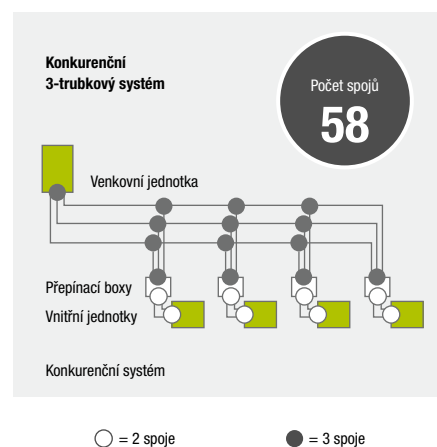 Konkurenční
3-trubkový systém
Počet spojů
58
Venkovní jednotka
Přepínací boxy
Vnitřní jednotky
Konkurenční systém
= 2 spoje
= 3 spoje